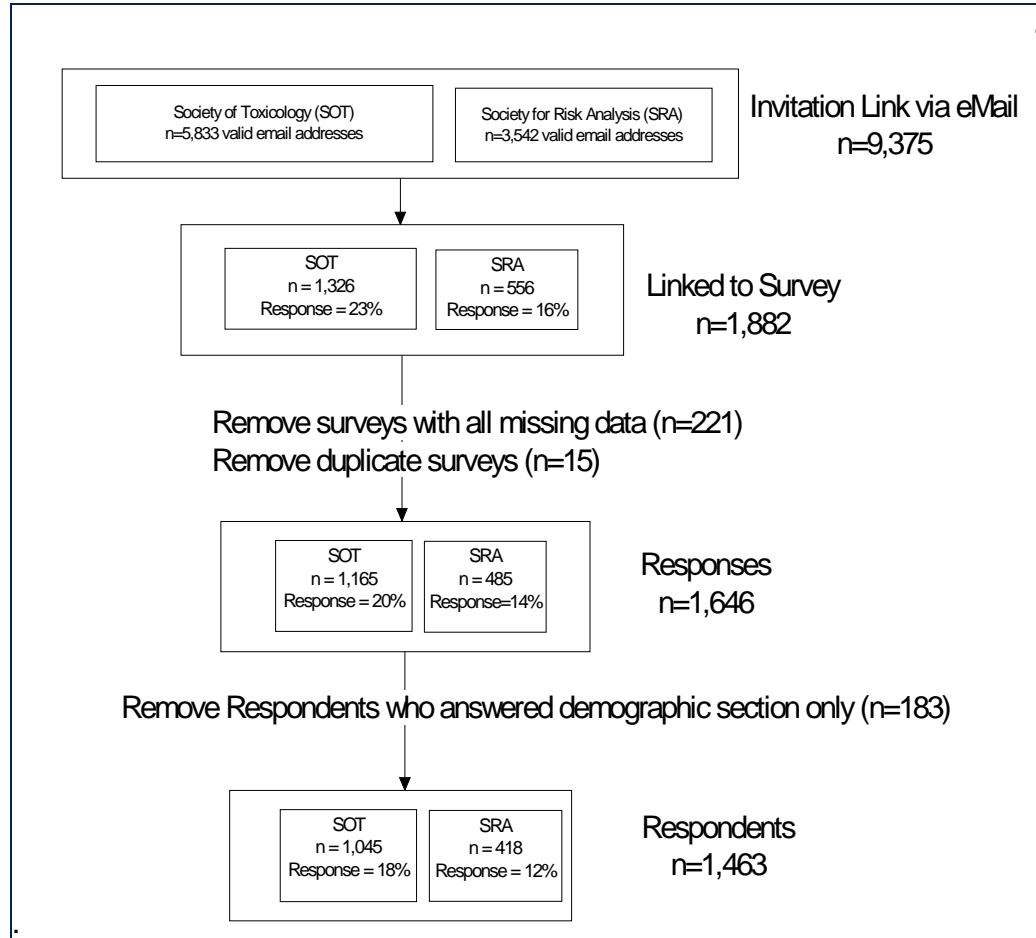 Society of Toxicology (SOT)
n=5,833 valid email addresses
Society for Risk Analysis (SRA)
n=3,542 valid email addresses
Invitation Link via eMail
n=9,375
SOT
n = 1,326
Response = 23%
SRA
n = 556
Response = 16%
Linked to Survey
n=1,882
Remove surveys with all missing data (n=221)
Remove duplicate surveys (n=15)
SOT
n = 1,165
Response = 20%
SRA
n = 485
Response=14%
Responses
n=1,646
Remove Respondents who answered demographic section only (n=183)
SOT
n = 1,045
Response = 18%
SRA
n = 418
Response = 12%
Respondents
n=1,463
.